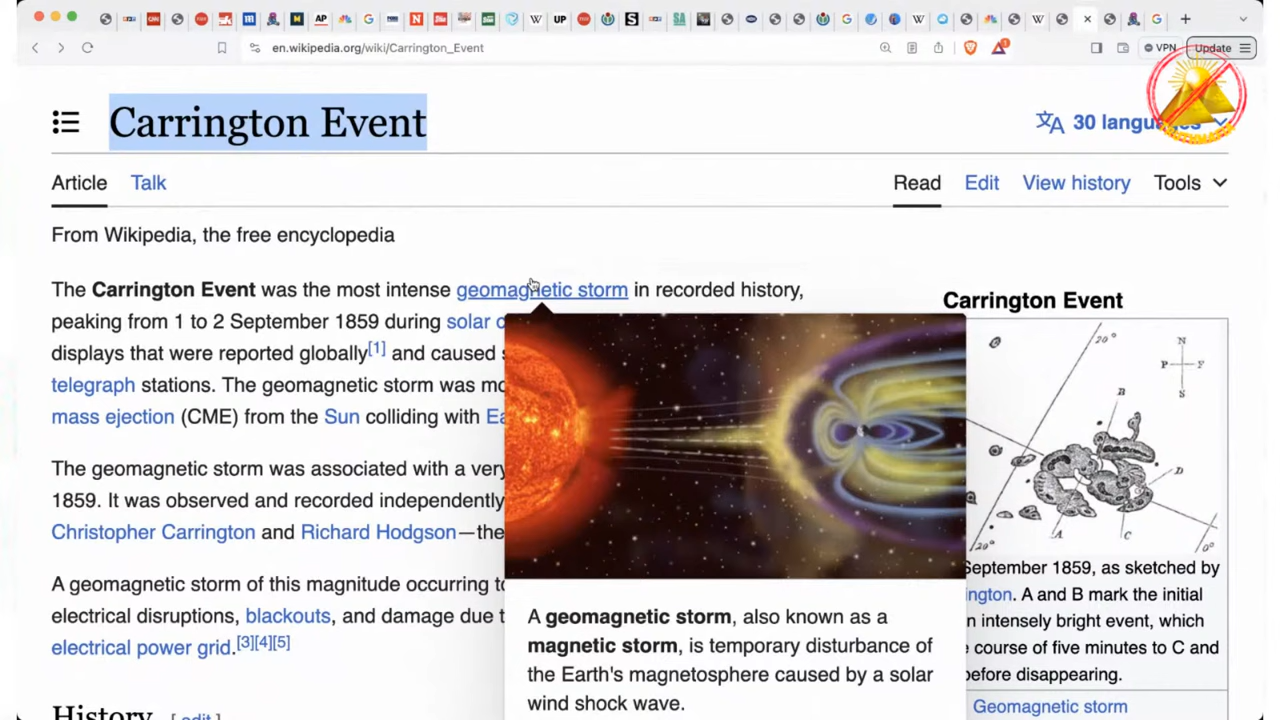 en.wikipedia.org/wiki/Carrington_Event
VPN
Update
Carrington Event
30 languages
Article
Talk
Read
Edit
View history
Tools
From Wikipedia, the free encyclopedia
The Carrington Event was the most intense geomagnetic storm in recorded history,
peaking from 1 to 2 September 1859 during solar
displays that were reported globally[1] and caused
telegraph stations. The geomagnetic storm was
mass ejection (CME) from the Sun colliding with
The geomagnetic storm was associated with a very
1859. It was observed and recorded independently
Christopher Carrington and Richard Hodgson—the
A geomagnetic storm of this magnitude occurring
electrical disruptions, blackouts, and damage due
electrical power grid.[3][4][5]
History [ edit ]
A geomagnetic storm, also known as a
magnetic storm, is temporary disturbance of
the Earth's magnetosphere caused by a solar
wind shock wave.
Carrington Event
20°
N
P
F
S
B
D
A
C
20°
0°
September 1859, as sketched by
ington. A and B mark the initial
n intensely bright event, which
course of five minutes to C and
before disappearing.
Geomagnetic storm